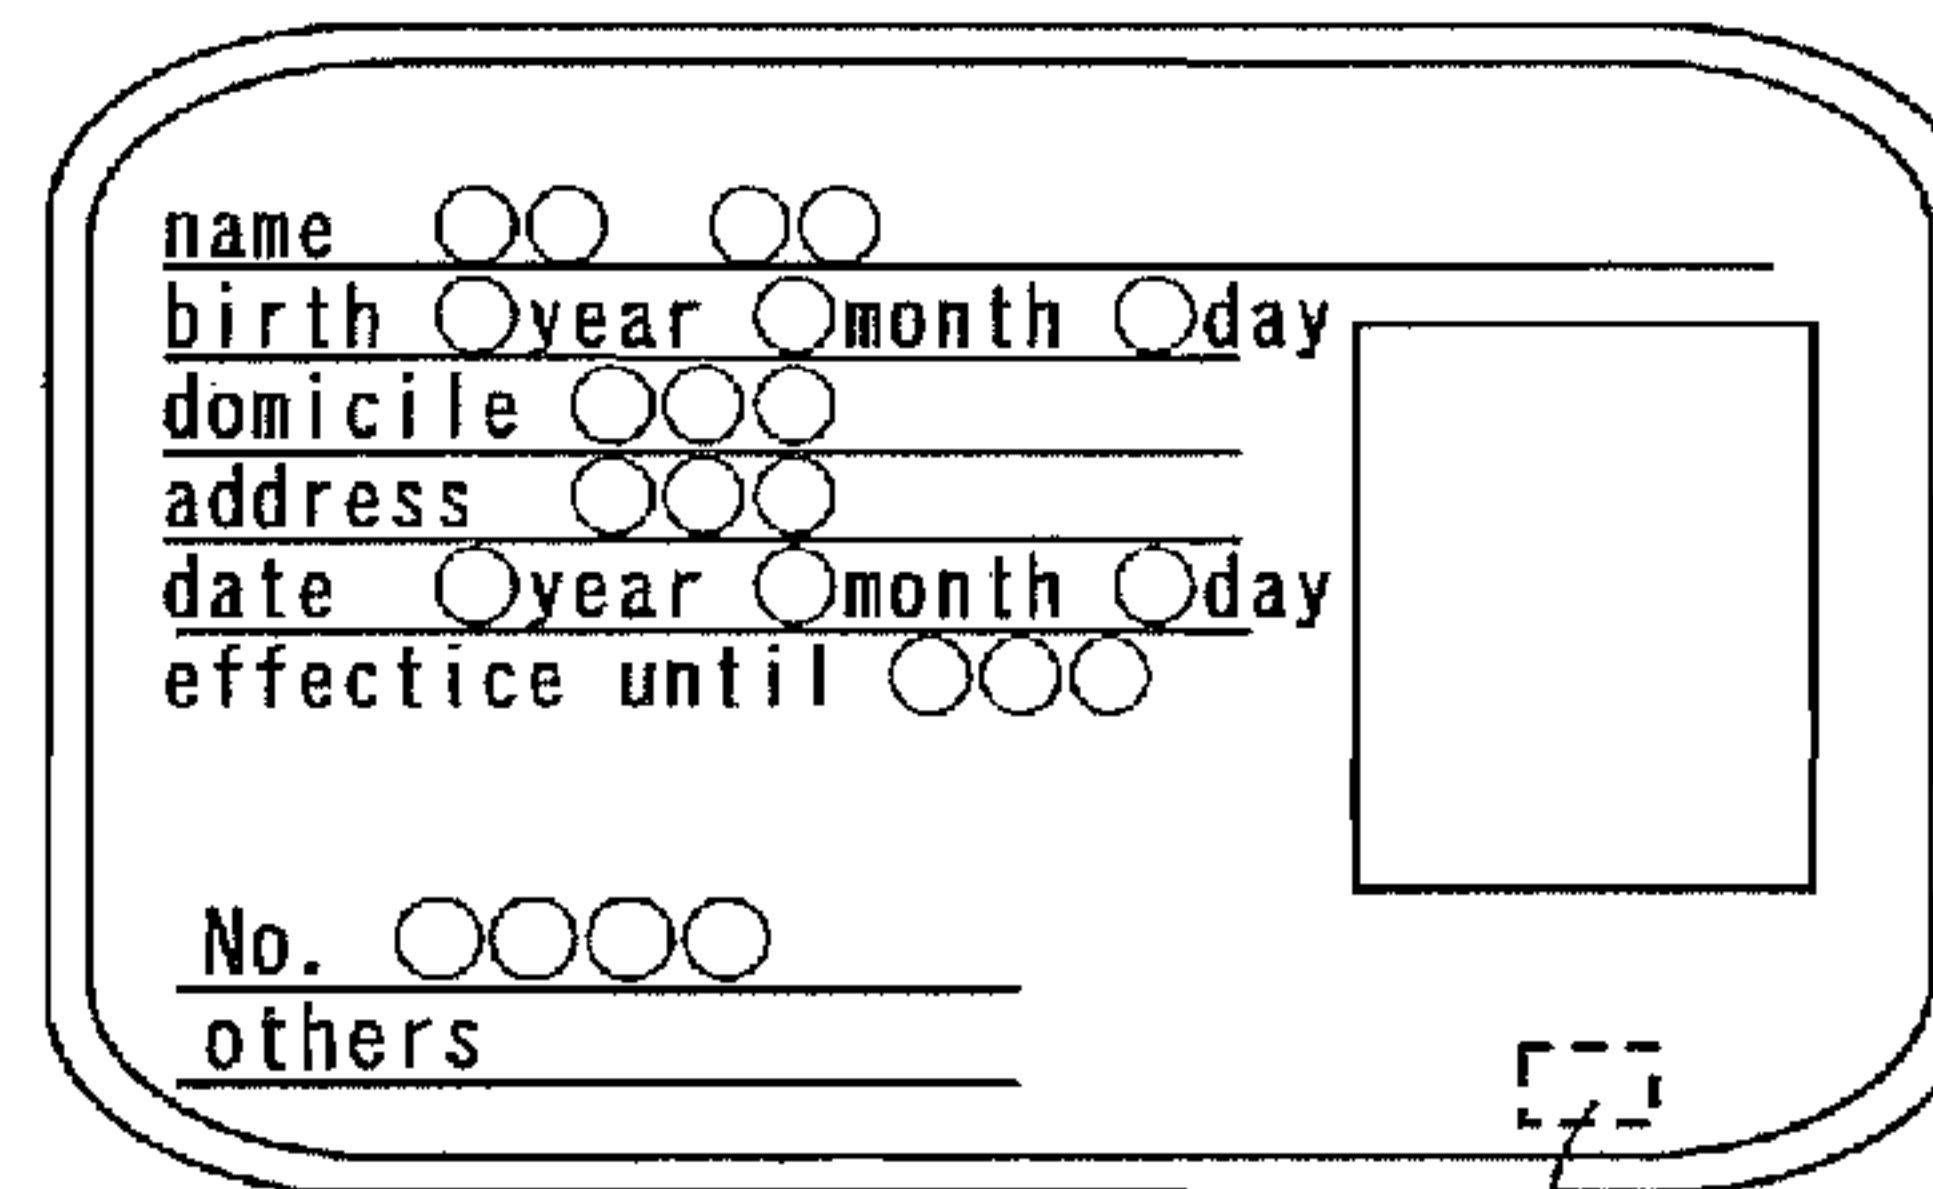 name ○○ ○○
birth ○year ○month ○day
domicile ○○○
address ○○○
date ○year ○month ○day
effectice until ○○○
No. ○○○○
others